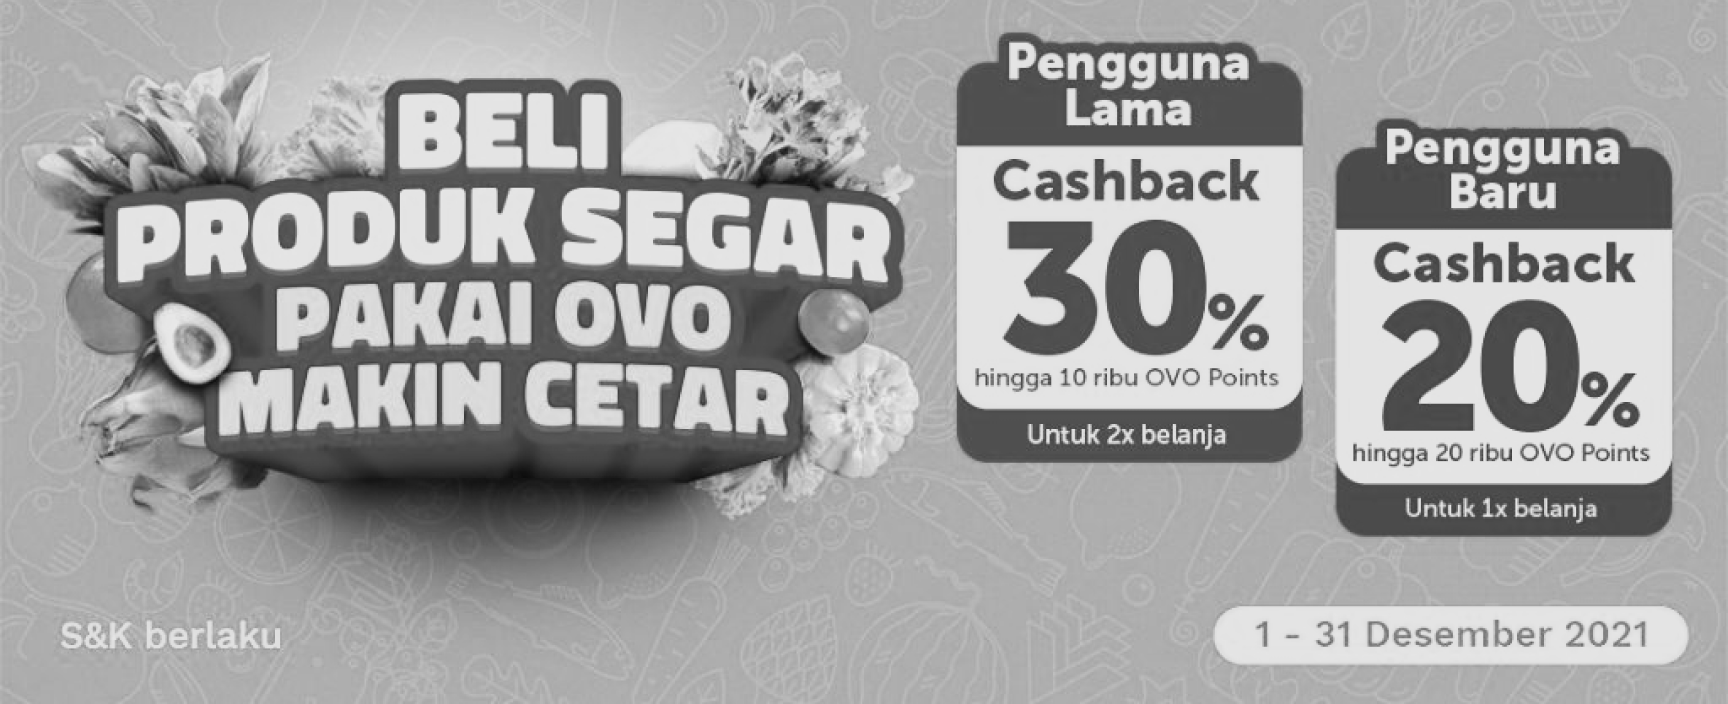 BELI
PRODUK SEGAR
PAKAI OVO
MAKIN CETAR
Pengguna
Lama
Cashback
30%
hingga 10 ribu OVO Points
Untuk 2x belanja
Pengguna
Baru
Cashback
20%
hingga 20 ribu OVO Points
Untuk 1x belanja
S&K berlaku
1 - 31 Desember 2021